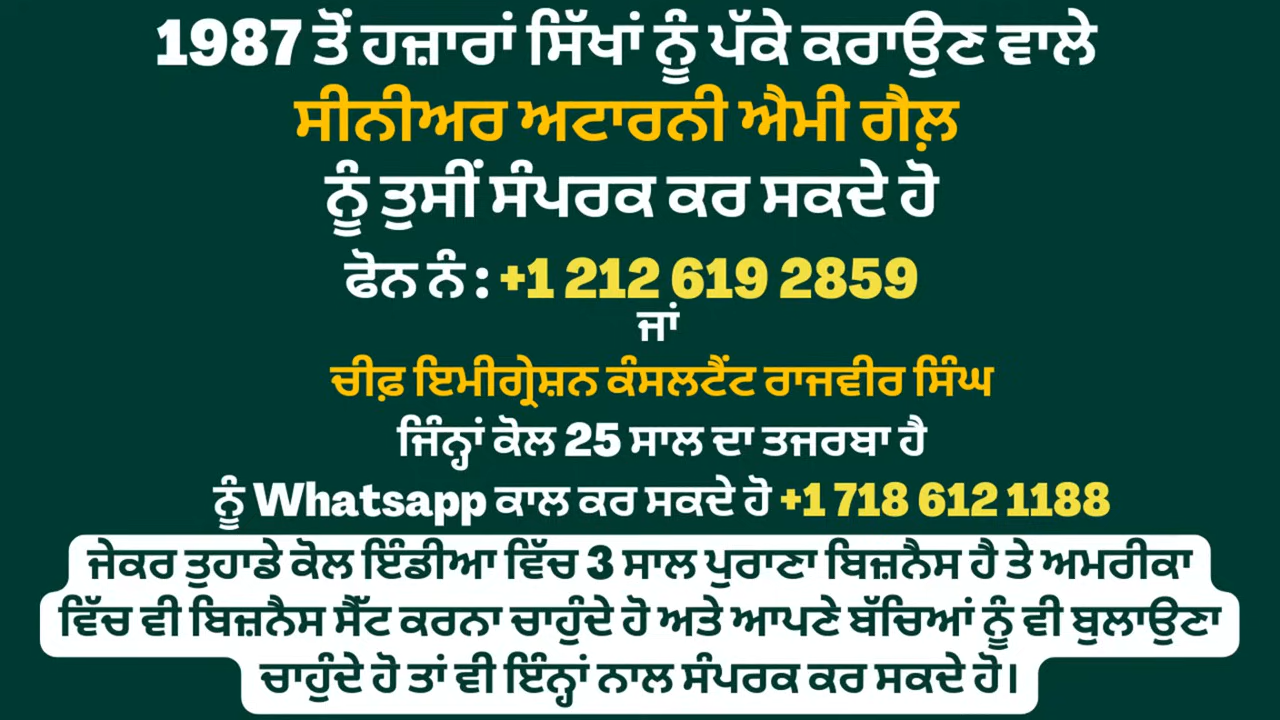 1987 ਤੋਂ ਹਜ਼ਾਰਾਂ ਸਿੱਖਾਂ ਨੂੰ ਪੱਕੇ ਕਰਾਉਣ ਵਾਲੇ
ਸੀਨੀਅਰ ਅਟਾਰਨੀ ਐਮੀ ਗੈਲ਼
ਨੂੰ ਤੁਸੀਂ ਸੰਪਰਕ ਕਰ ਸਕਦੇ ਹੋ
ਫੋਨ ਨੰ : +1 212 619 2859
ਜਾਂ
ਚੀਫ਼ ਇਮੀਗ੍ਰੇਸ਼ਨ ਕੰਸਲਟੈਂਟ ਰਾਜਵੀਰ ਸਿੰਘ
ਜਿੰਨ੍ਹਾਂ ਕੋਲ 25 ਸਾਲ ਦਾ ਤਜਰਬਾ ਹੈ
ਨੂੰ Whatsapp ਕਾਲ ਕਰ ਸਕਦੇ ਹੋ +1 718 612 1188
ਜੇਕਰ ਤੁਹਾਡੇ ਕੋਲ ਇੰਡੀਆ ਵਿੱਚ 3 ਸਾਲ ਪੁਰਾਣਾ ਬਿਜ਼ਨੈਸ ਹੈ ਤੇ ਅਮਰੀਕਾ
ਵਿੱਚ ਵੀ ਬਿਜ਼ਨੈਸ ਸੈੱਟ ਕਰਨਾ ਚਾਹੁੰਦੇ ਹੋ ਅਤੇ ਆਪਣੇ ਬੱਚਿਆਂ ਨੂੰ ਵੀ ਬੁਲਾਉਣਾ
ਚਾਹੁੰਦੇ ਹੋ ਤਾਂ ਵੀ ਇੰਨ੍ਹਾਂ ਨਾਲ ਸੰਪਰਕ ਕਰ ਸਕਦੇ ਹੋ।